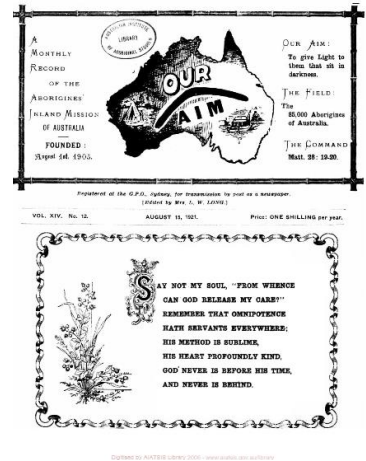 A
MONTHLY
RECORD
OF THE
ABORIGINES'
INLAND MISSION
OF AUSTRALIA
FOUNDED :
August 1st. 1905.
LIBRARY
OUR
AIM
OUR AIM :
To give Light to
them that sit in
darkness.
THE FIELD :
The
85,000 Aborigines
of Australia.
THE COMMAND
Matt. 28 : 19-20.
Registered at the G.P.O., Sydney, for transmission by post as a newspaper.
[Edited by Mrs. L. W. LONG.]
VOL. XIV. No. 12.
AUGUST 15, 1921.
Price: ONE SHILLING per year.
SAY NOT MY SOUL, "FROM WHENCE
CAN GOD RELEASE MY CARE?"
REMEMBER THAT OMNIPOTENCE
HATH SERVANTS EVERYWHERE;
HIS METHOD IS SUBLIME,
HIS HEART PROFOUNDLY KIND,
GOD NEVER IS BEFORE HIS TIME,
AND NEVER IS BEHIND.
Digitised by AIATSIS Library